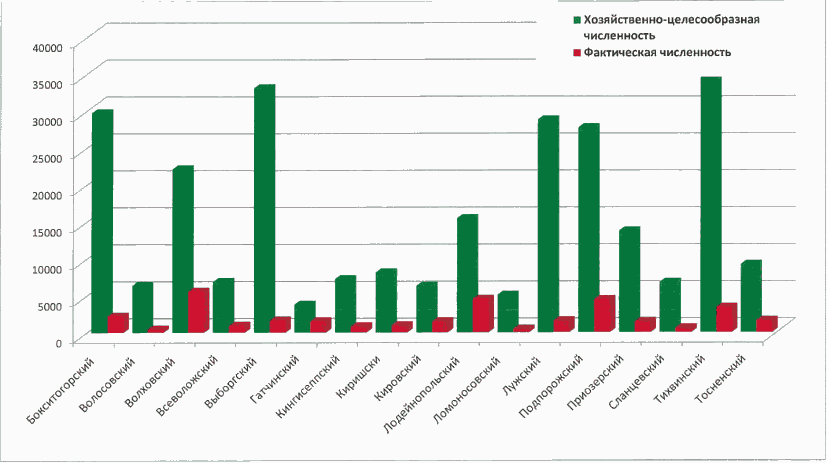 Хозяйственно-целесообразная
численность
Фактическая численность
40000
35000
30000
25000
20000
15000
10000
5000
0
Бокситогорский
Волосовский
Волховский
Всеволожский
Выборгский
Гатчинский
Кингисеппский
Киришски
Кировский
Лодейнопольский
Ломоносовский
Лужский
Подпорожский
Приозерский
Сланцевский
Тихвинский
Тосненский